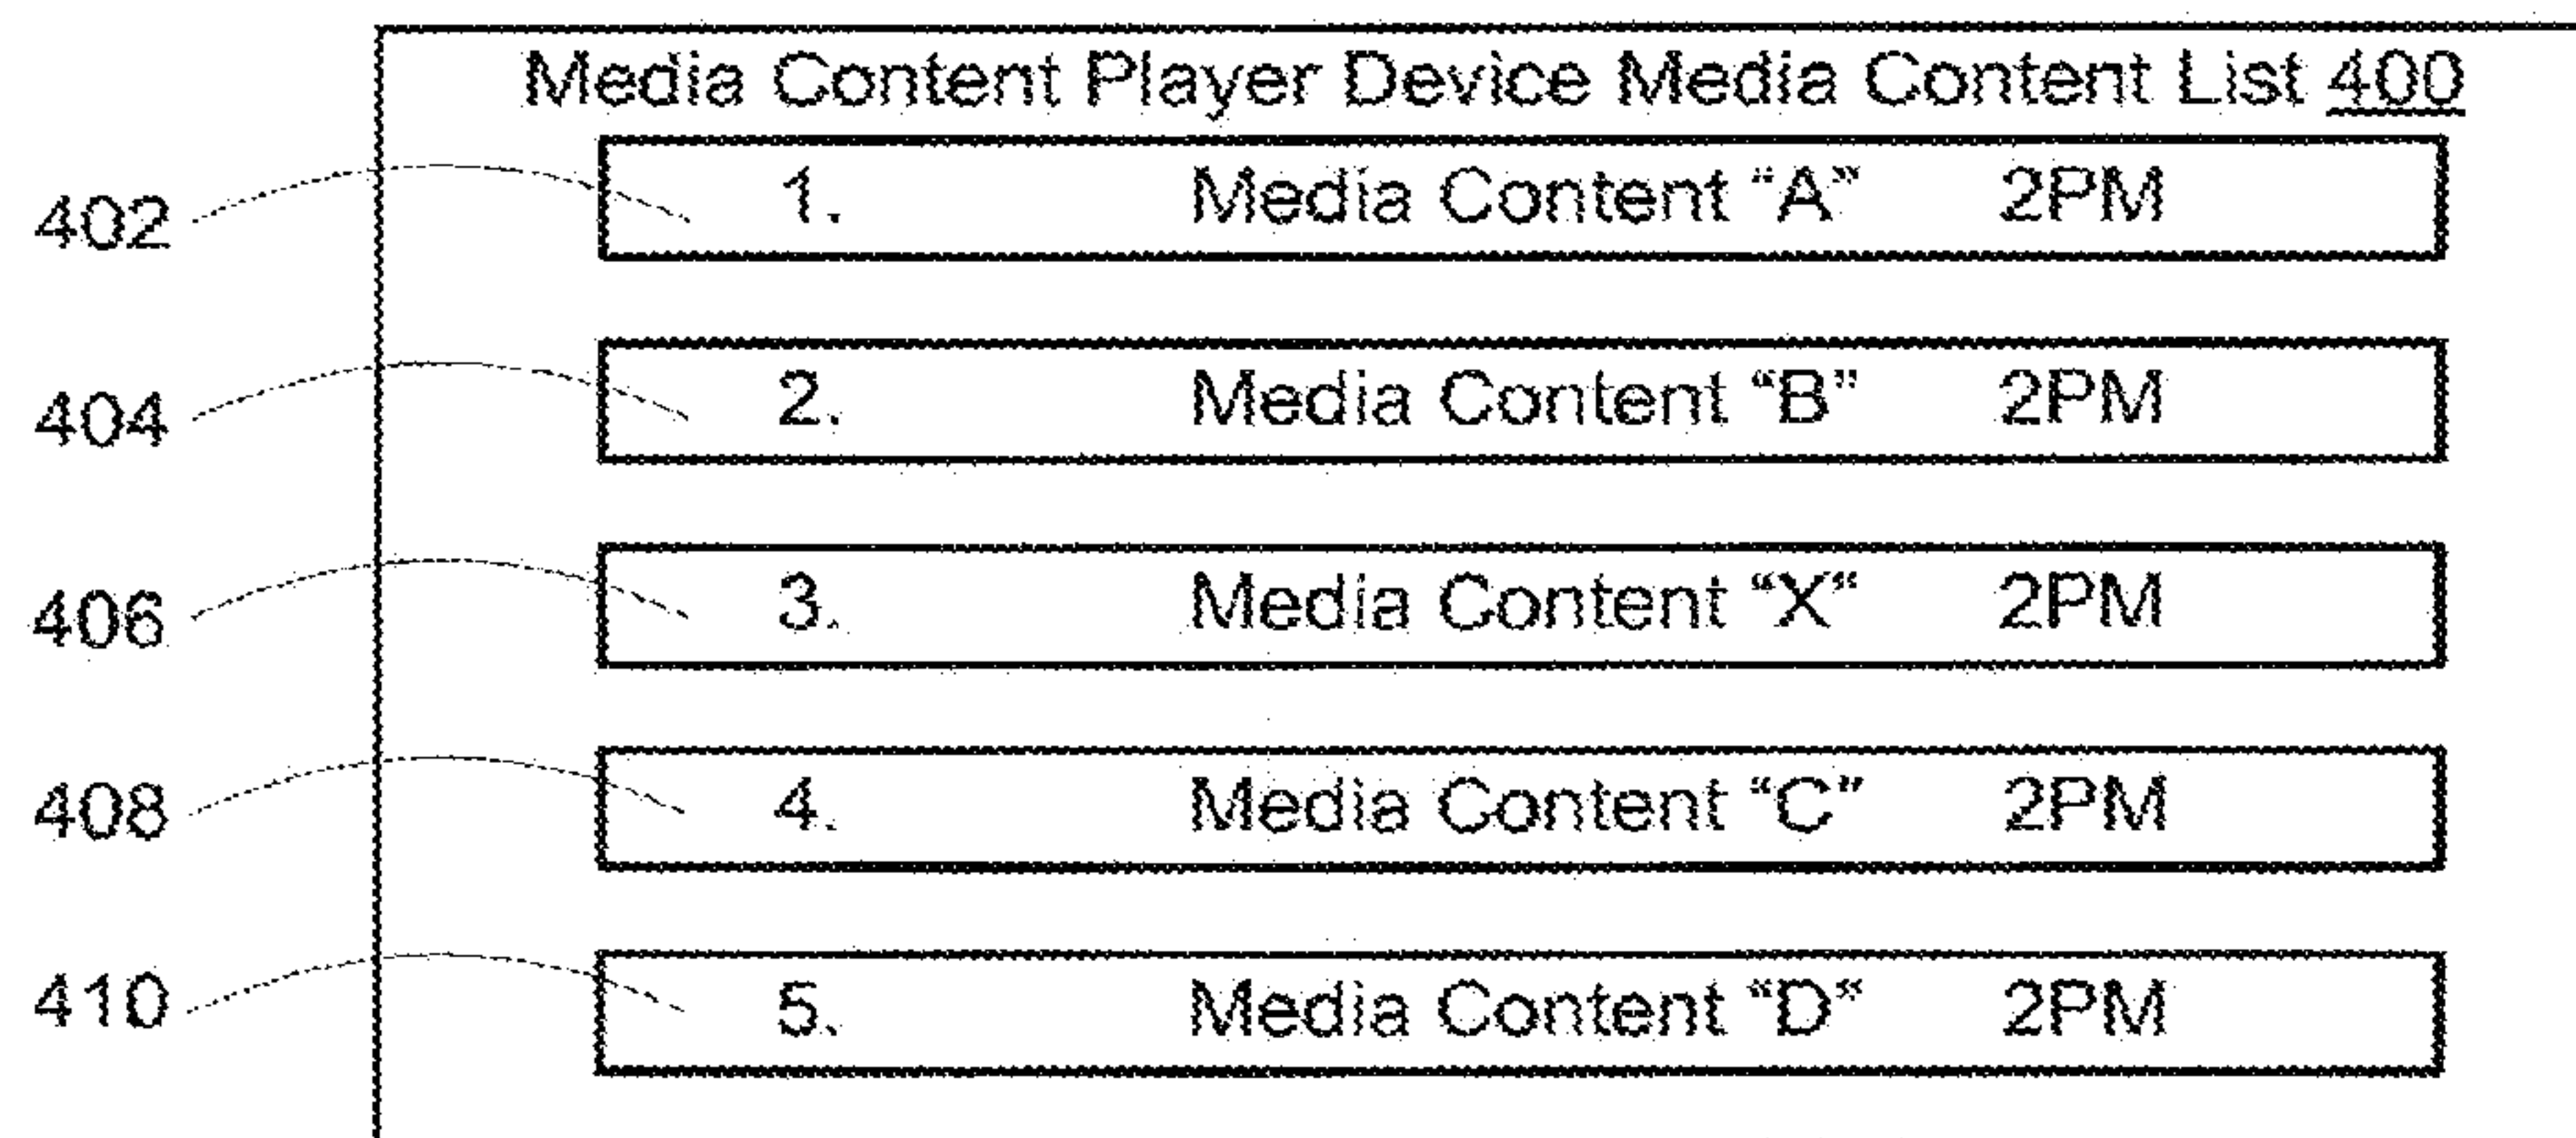 Media Content Player Device Media Content List 400
402 1. Media Content “A” 2PM
404 2. Media Content “B” 2PM
406 3. Media Content “X” 2PM
408 4. Media Content “C” 2PM
410 5. Media Content “D” 2PM